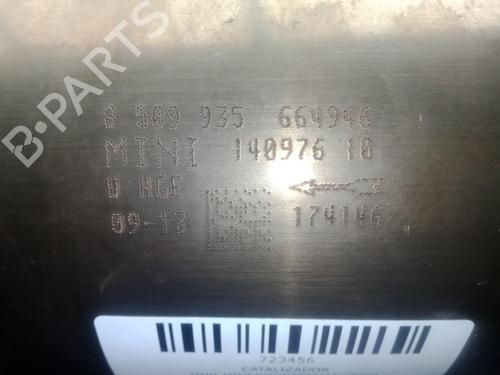 B-PARTS
8 509 935 664946
MINI 140976 10
0 HGE
09-13 174146
723456
CATALIZADOR